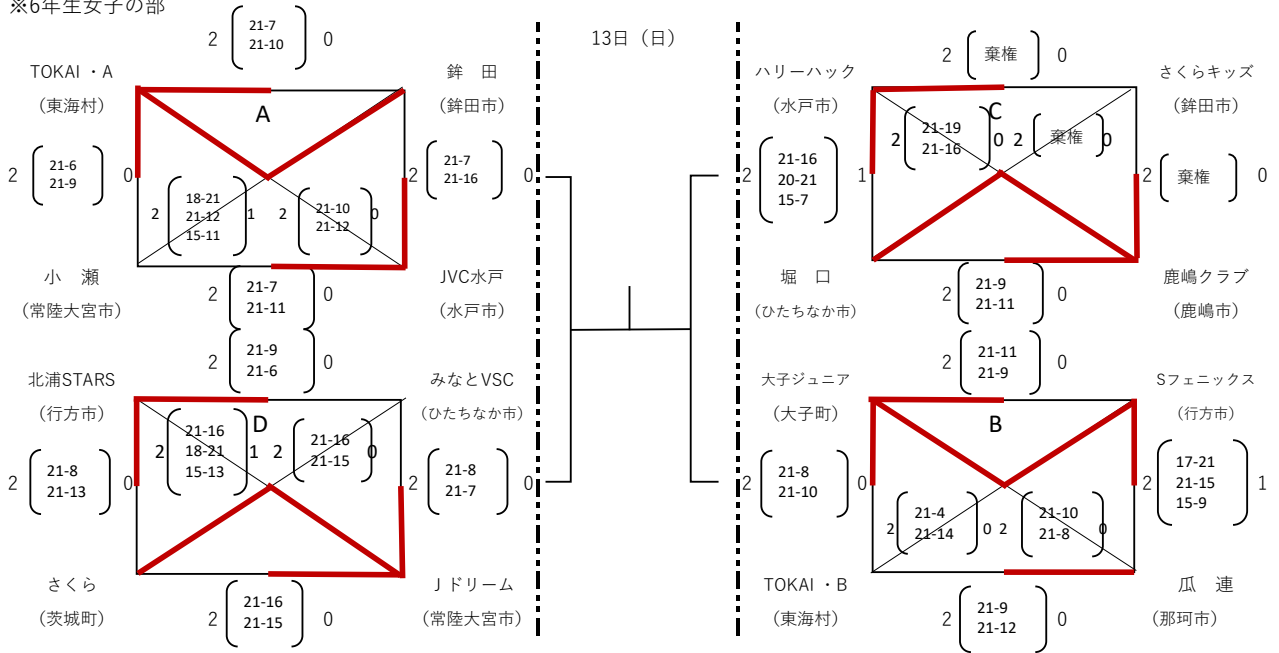 ※6年生女子の部
13日（日）
2 21-7 0
21-10
TOKAI ・A
（東海村）
鉾　田
（鉾田市）
A
2 21-6 0
21-9
2 21-7 0
21-16
2 18-21 1
21-12
15-11
2 21-10 0
21-12
小　瀬
（常陸大宮市）
JVC水戸
（水戸市）
2 21-7 0
21-11
2 21-9 0
21-6
北浦STARS
（行方市）
みなとVSC
（ひたちなか市）
D
2 21-16 1
18-21
15-13
2 21-16 0
21-15
2 21-8 0
21-13
2 21-8 0
21-7
さくら
（茨城町）
Ｊドリーム
（常陸大宮市）
2 21-16 0
21-15
2 棄権 0
ハリーハック
（水戸市）
さくらキッズ
（鉾田市）
C
2 21-19 0
21-16
2 棄権 0
2 21-16 1
20-21
15-7
2 棄権 0
堀　口
（ひたちなか市）
鹿嶋クラブ
（鹿嶋市）
2 21-9 0
21-11
2 21-11 0
21-9
大子ジュニア
（大子町）
Sフェニックス
（行方市）
B
2 21-8 0
21-10
2 17-21 1
21-15
15-9
2 21-4 0
21-14
2 21-10 0
21-8
TOKAI ・B
（東海村）
瓜　連
（那珂市）
2 21-9 0
21-12